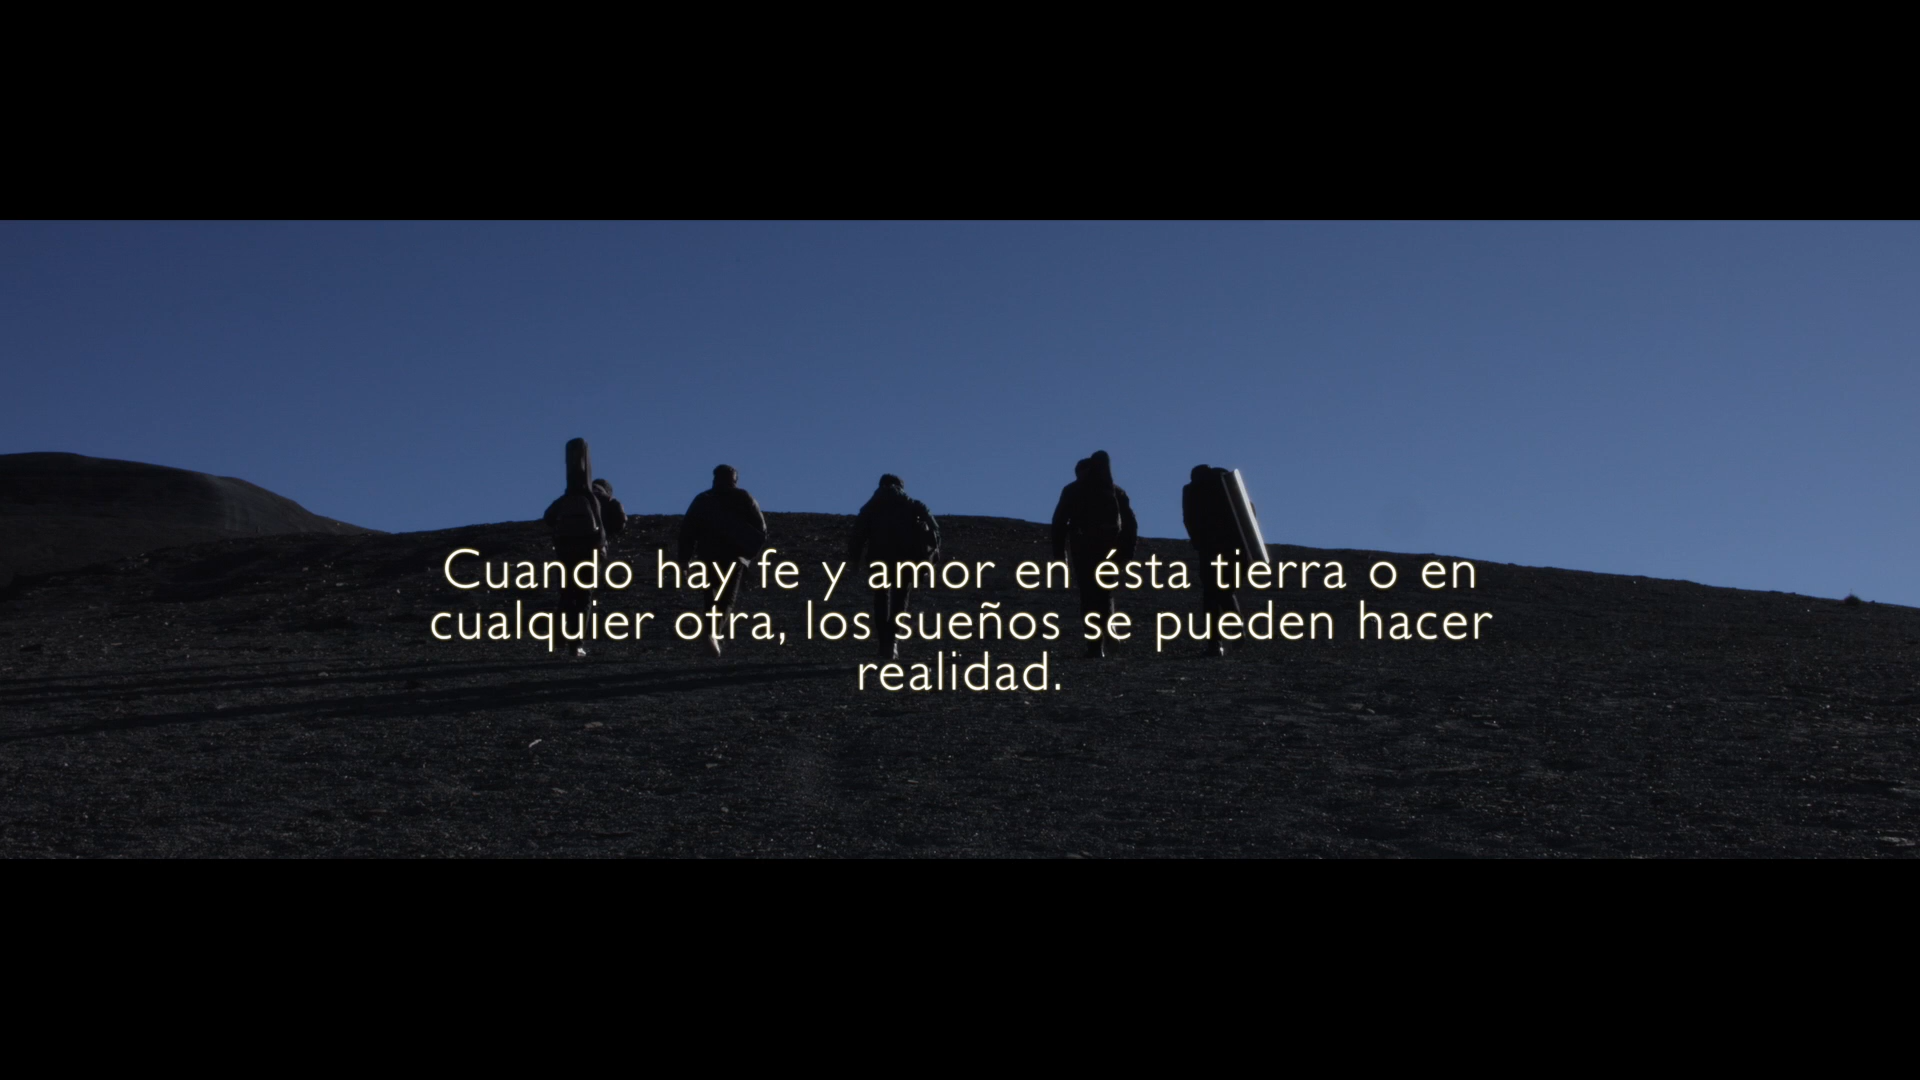 Cuando hay fe y amor en ésta tierra o en
cualquier otra, los sueños se pueden hacer
realidad.